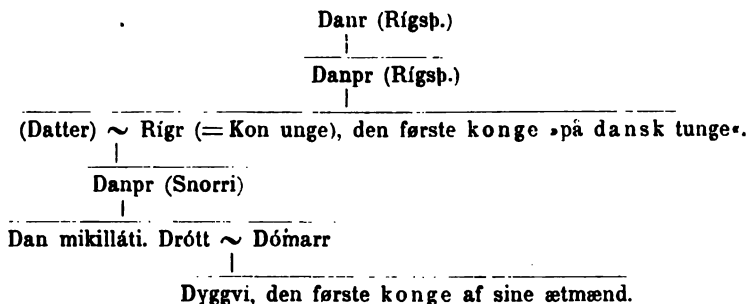 Danr (Rígsþ.)
Danpr (Rígsþ.)
(Datter) ~ Rígr (= Kon unge), den første konge »på dansk tunge«.
Danpr (Snorri)
Dan mikilláti. Drótt ~ Dómarr
Dyggvi, den første konge af sine ætmænd.